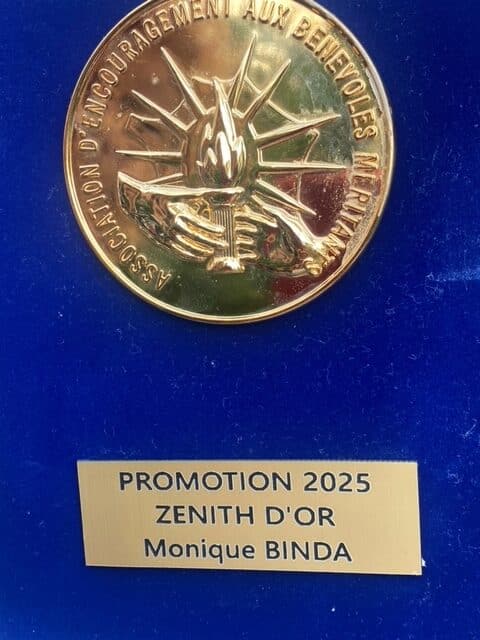 ASSOCIATION D'ENCOURAGEMENT AUX BENEVOLES MERITANTS
PROMOTION 2025
ZENITH D'OR
Monique BINDA